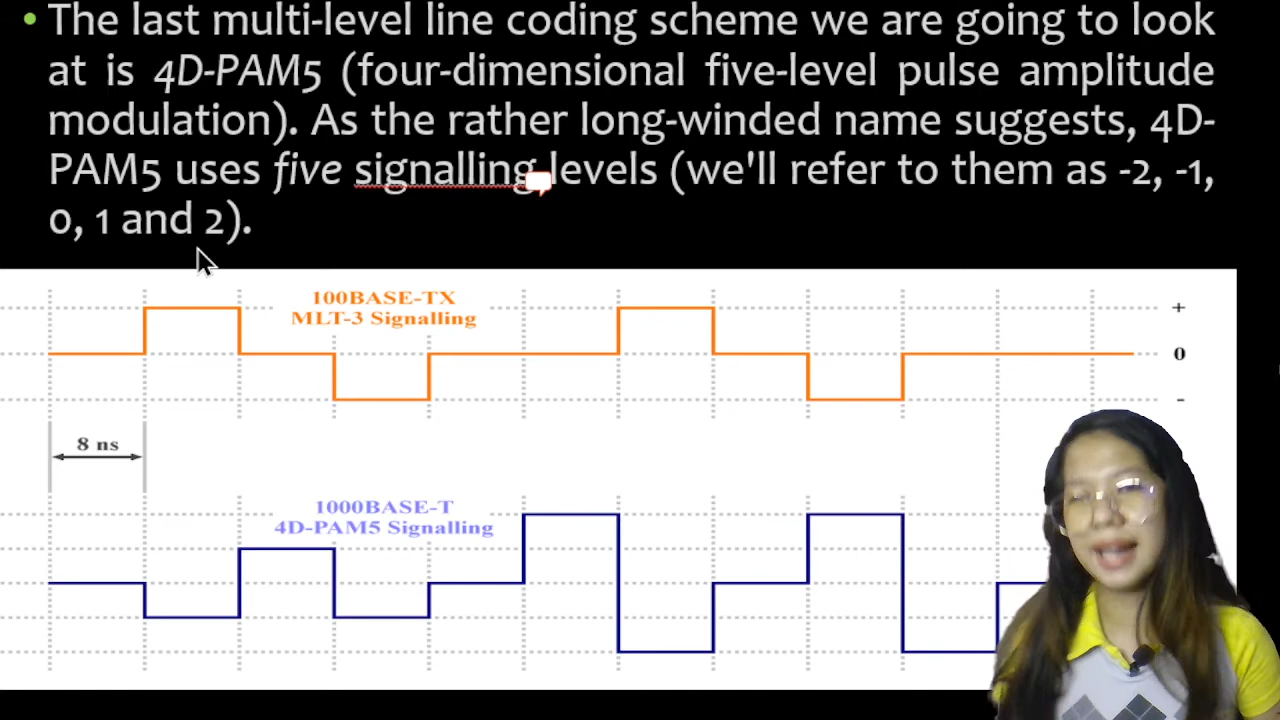 • The last multi-level line coding scheme we are going to look
at is 4D-PAM5 (four-dimensional five-level pulse amplitude
modulation). As the rather long-winded name suggests, 4D-
PAM5 uses five signalling levels (we'll refer to them as -2, -1,
0, 1 and 2).
100BASE-TX
MLT-3 Signalling
+
0
-
8 ns
1000BASE-T
4D-PAM5 Signalling